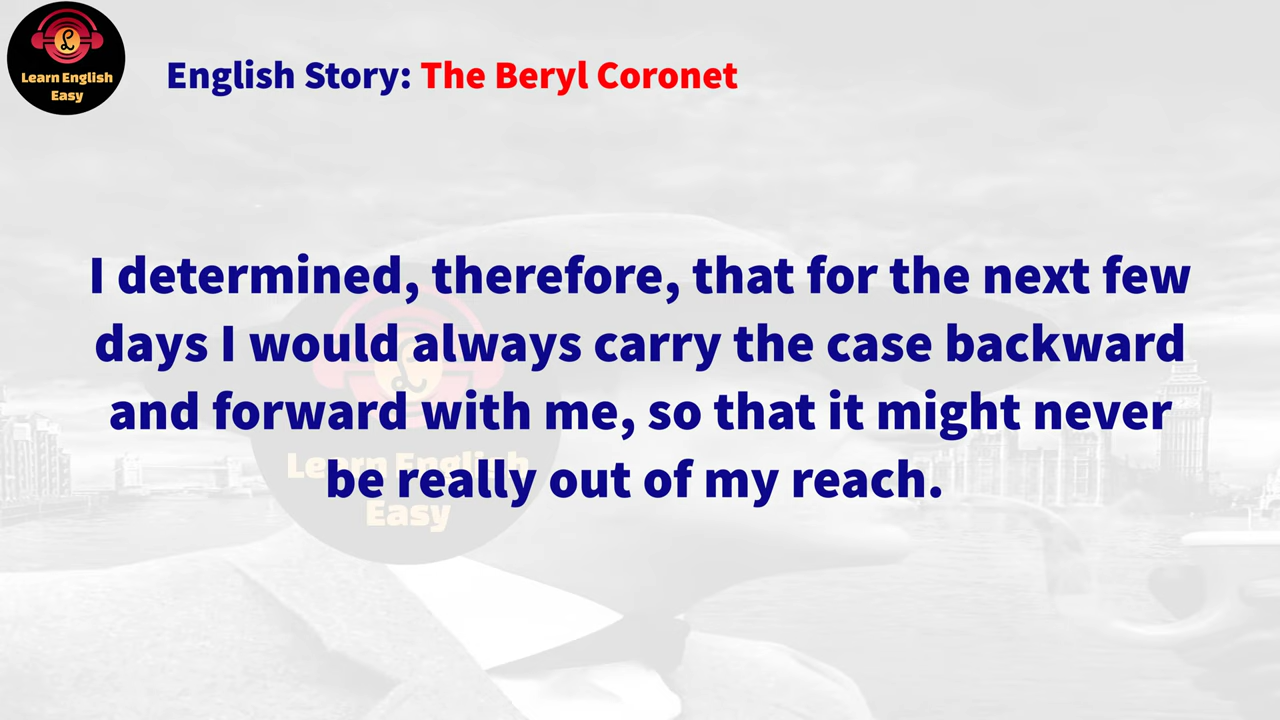 Learn English
Easy
English Story: The Beryl Coronet
I determined, therefore, that for the next few
days I would always carry the case backward
and forward with me, so that it might never
be really out of my reach.
Learn English
Easy